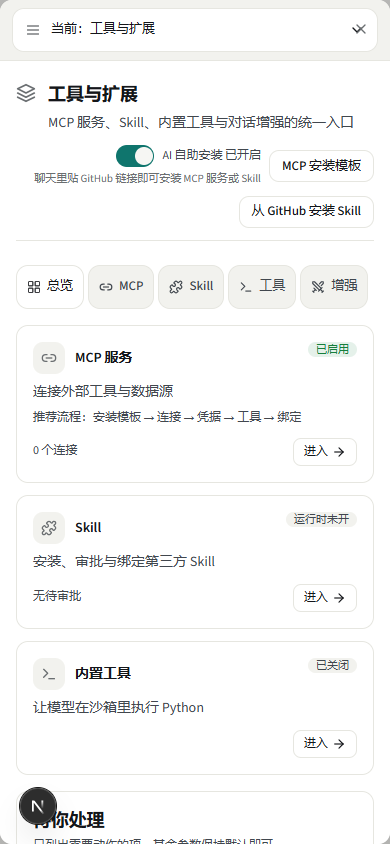 当前：工具与扩展
工具与扩展
MCP 服务、Skill、内置工具与对话增强的统一入口
AI 自助安装 已开启
聊天里贴 GitHub 链接即可安装 MCP 服务或 Skill
MCP 安装模板
从 GitHub 安装 Skill
总览
MCP
Skill
工具
增强
MCP 服务
已启用
连接外部工具与数据源
推荐流程：安装模板 → 连接 → 凭据 → 工具 → 绑定
0 个连接
进入 →
Skill
运行时未开
安装、审批与绑定第三方 Skill
无待审批
进入 →
内置工具
已关闭
让模型在沙箱里执行 Python
进入 →
N
你处理